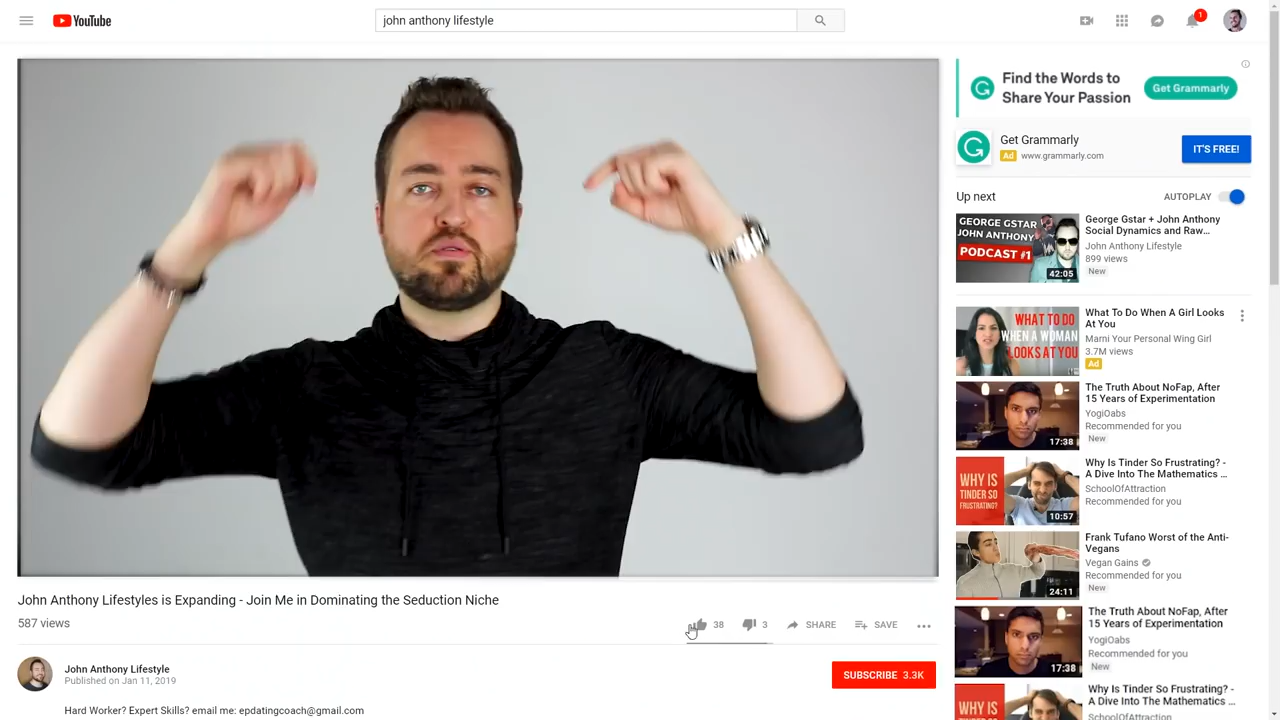 YouTube
john anthony lifestyle
1
Find the Words to
Share Your Passion
Get Grammarly
Get Grammarly
Ad www.grammarly.com
IT'S FREE!
Up next
AUTOPLAY
GEORGE GSTAR
JOHN ANTHONY
PODCAST #1
42:05
George Gstar + John Anthony
Social Dynamics and Raw...
John Anthony Lifestyle
899 views
New
WHAT TO DO
WHEN A WOMAN
LOOKS AT YOU
What To Do When A Girl Looks
At You
Marni Your Personal Wing Girl
3.7M views
Ad
17:38
The Truth About NoFap, After
15 Years of Experimentation
YogiOabs
Recommended for you
New
WHY IS
TINDER SO
FRUSTRATING?
10:57
Why Is Tinder So Frustrating? -
A Dive Into The Mathematics ...
SchoolOfAttraction
Recommended for you
24:11
Frank Tufano Worst of the Anti-
Vegans
Vegan Gains
Recommended for you
New
17:38
The Truth About NoFap, After
15 Years of Experimentation
YogiOabs
Recommended for you
New
WHY IS
Why Is Tinder So Frustrating? -
A Dive Into The Mathematics ...
SchoolOfAttraction
John Anthony Lifestyles is Expanding - Join Me in Dominating the Seduction Niche
587 views
38
3
SHARE
SAVE
John Anthony Lifestyle
Published on Jan 11, 2019
SUBSCRIBE 3.3K
Hard Worker? Expert Skills? email me: epdatingcoach@gmail.com